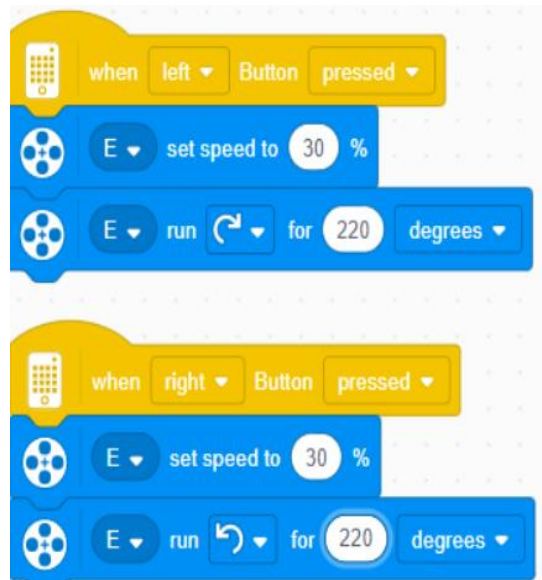 when left Button pressed
E set speed to 30 %
E run for 220 degrees
when right Button pressed
E set speed to 30 %
E run for 220 degrees